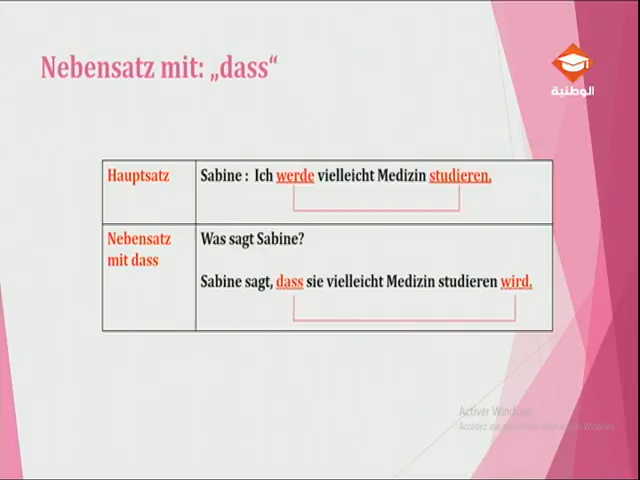 Nebensatz mit: „dass“
الوطنية
Hauptsatz
Sabine : Ich werde vielleicht Medizin studieren.
Nebensatz
mit dass
Was sagt Sabine?
Sabine sagt, dass sie vielleicht Medizin studieren wird.
Activer Windows
Windows.